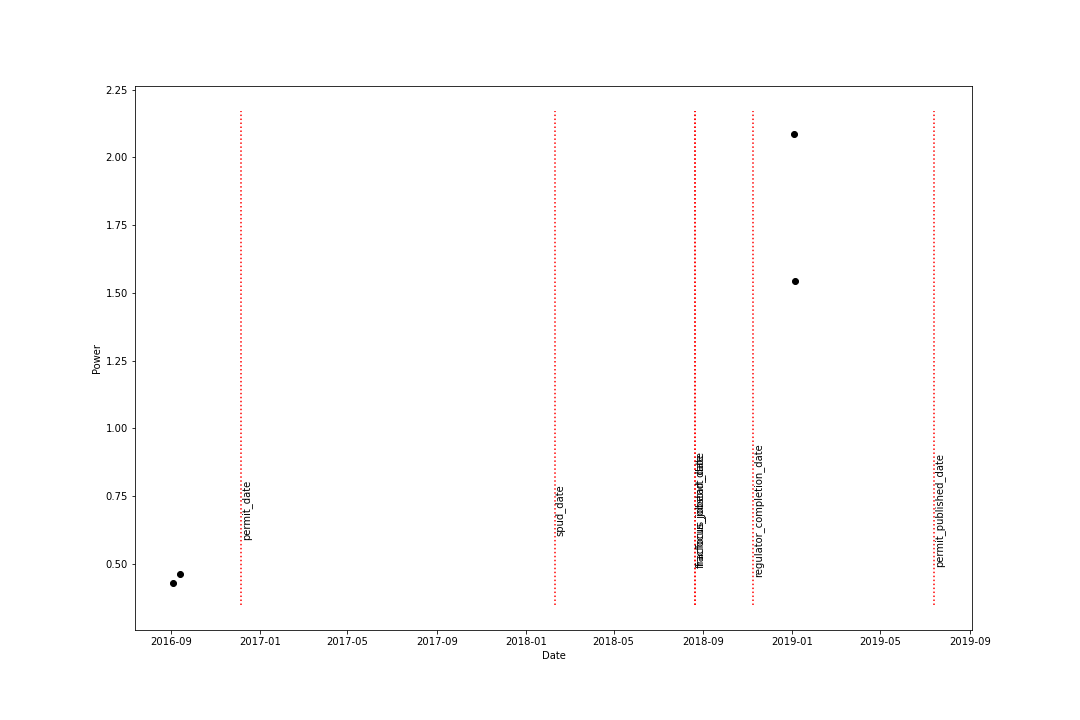 2.25
2.00
1.75
1.50
1.25
1.00
0.75
0.50
Power
permit_date
spud_date
regulator_completion_date
permit_published_date
2016-09 2017-01 2017-05 2017-09 2018-01 2018-05 2018-09 2019-01 2019-05 2019-09
Date